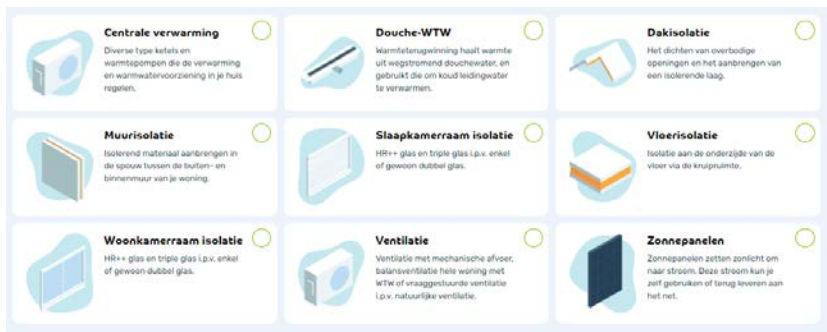 Centrale verwarming
Diverse type ketels en
warmtepompen die de verwarming
en warmwatervoorziening in je huis
regelen.
Douche-WTW
Warmteterugwinning haalt warmte
uit wegstromend douchewater, en
gebruikt die om koud leidingwater
te verwarmen.
Dakisolatie
Het dichten van overbodige
openingen en het aanbrengen van
een isolerende laag.
Muurisolatie
Isolerend materiaal aanbrengen in
de spouw tussen de buiten- en
binnenmuur van je woning.
Slaapkamerraam isolatie
HR++ glas en triple glas i.p.v. enkel
of gewoon dubbel glas.
Vloerisolatie
Isolatie aan de onderzijde van de
vloer via de kruipruimte.
Woonkamerraam isolatie
HR++ glas en triple glas i.p.v. enkel
of gewoon dubbel glas.
Ventilatie
Ventilatie met mechanische afvoer,
balansventilatie hele woning met
WTW of vraaggestuurde ventilatie
i.p.v. natuurlijke ventilatie.
Zonnepanelen
Zonnepanelen zetten zonlicht om
naar stroom. Deze stroom kun je
zelf gebruiken of terug leveren aan
het net.